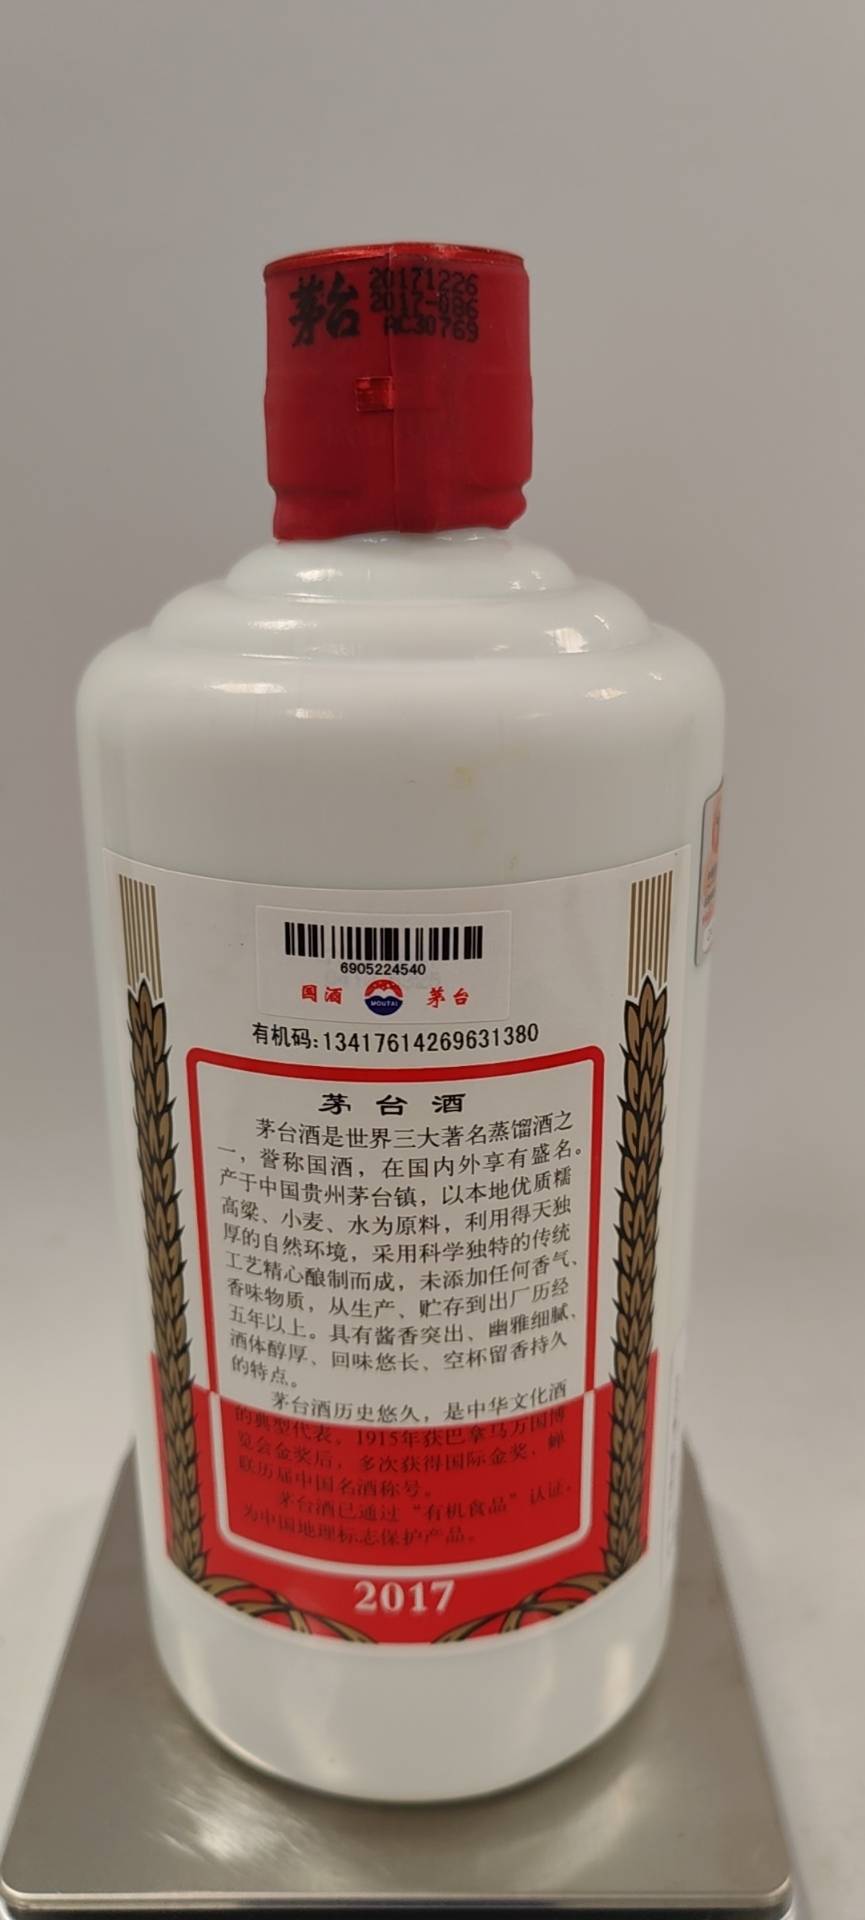 茅台
20171226
2017-086
AC30769
6905224540
国酒 MOUTAI 茅台
有机码:13417614269631380
茅台酒
茅台酒是世界三大著名蒸馏酒之
一，誉称国酒，在国内外享有盛名。
产于中国贵州茅台镇，以本地优质糯
高粱、小麦、水为原料，利用得天独
厚的自然环境，采用科学独特的传统
工艺精心酿制而成，未添加任何香气、
香味物质，从生产、贮存到出厂历经
五年以上。具有酱香突出、幽雅细腻、
酒体醇厚、回味悠长、空杯留香持久
的特点。
茅台酒历史悠久，是中华文化酒
的典型代表。1915年获巴拿马万国博
览会金奖后，多次获得国际金奖，蝉
联历届中国名酒称号。
茅台酒已通过“有机食品”认证，
为中国地理标志保护产品。
2017